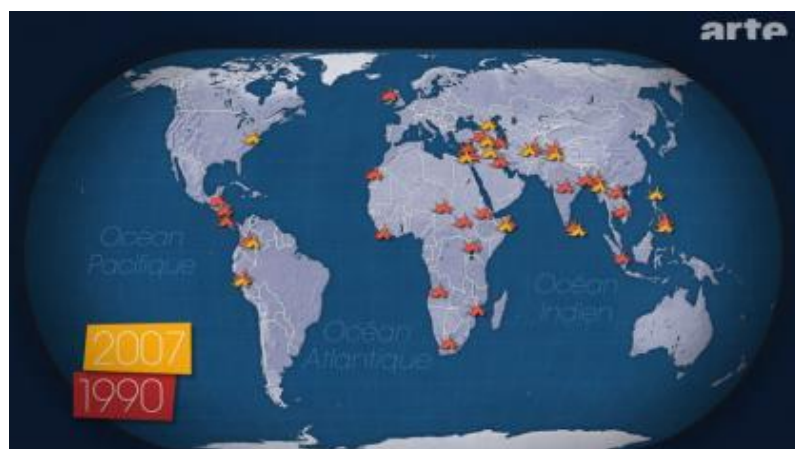 arte
Océan
Pacifique
Océan
Atlantique
Océan
Indien
2007
1990